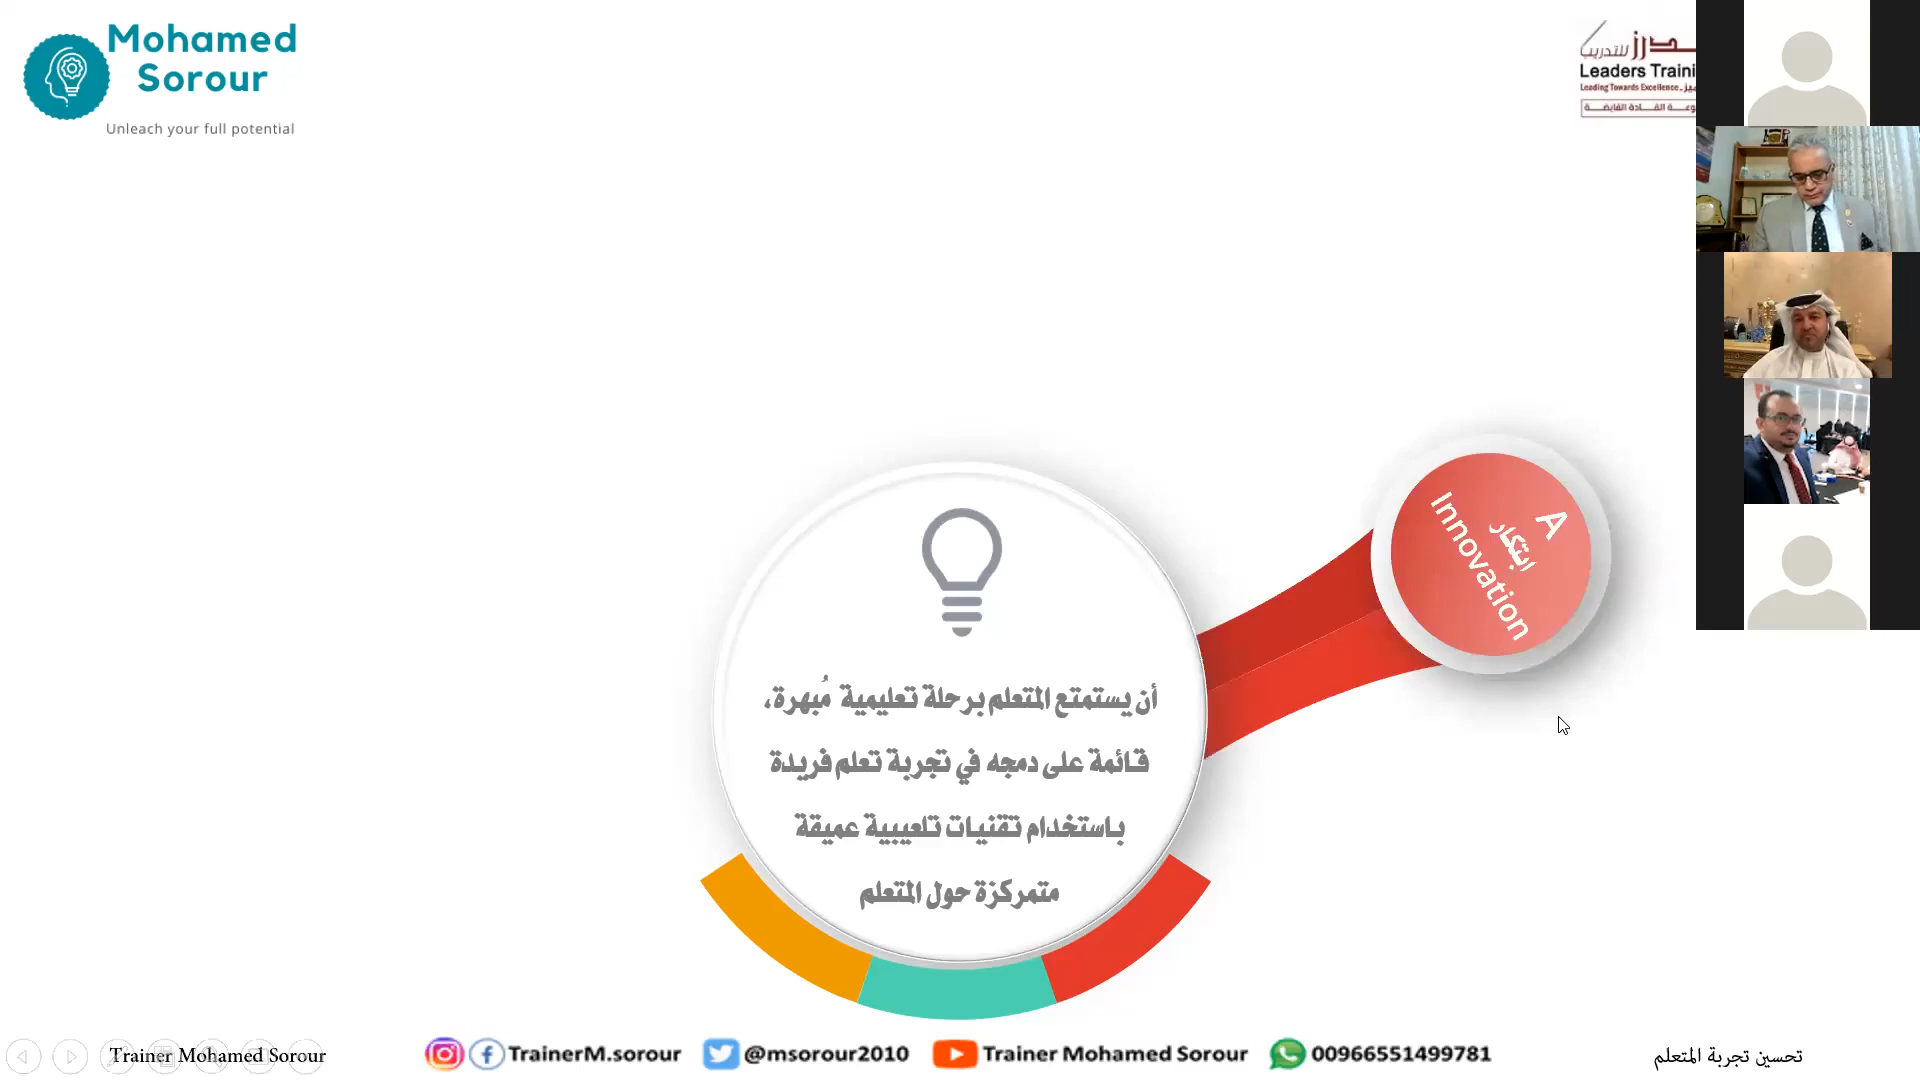 Mohamed
Sorour
Unleach your full potential
للتدريب
Leaders Traini
Leading Towards Excellence
أن يستمتع المتعلم برحلة تعليمية مُبهرة،
قائمة على دمجه في تجربة تعلم فريدة
باستخدام تقنيات تلعيبية عميقة
متمركزة حول المتعلم
A
ابتكار
Innovation
Trainer Mohamed Sorour
TrainerM.sorour
@msorour2010
Trainer Mohamed Sorour
00966551499781
تحسين تجربة المتعلم